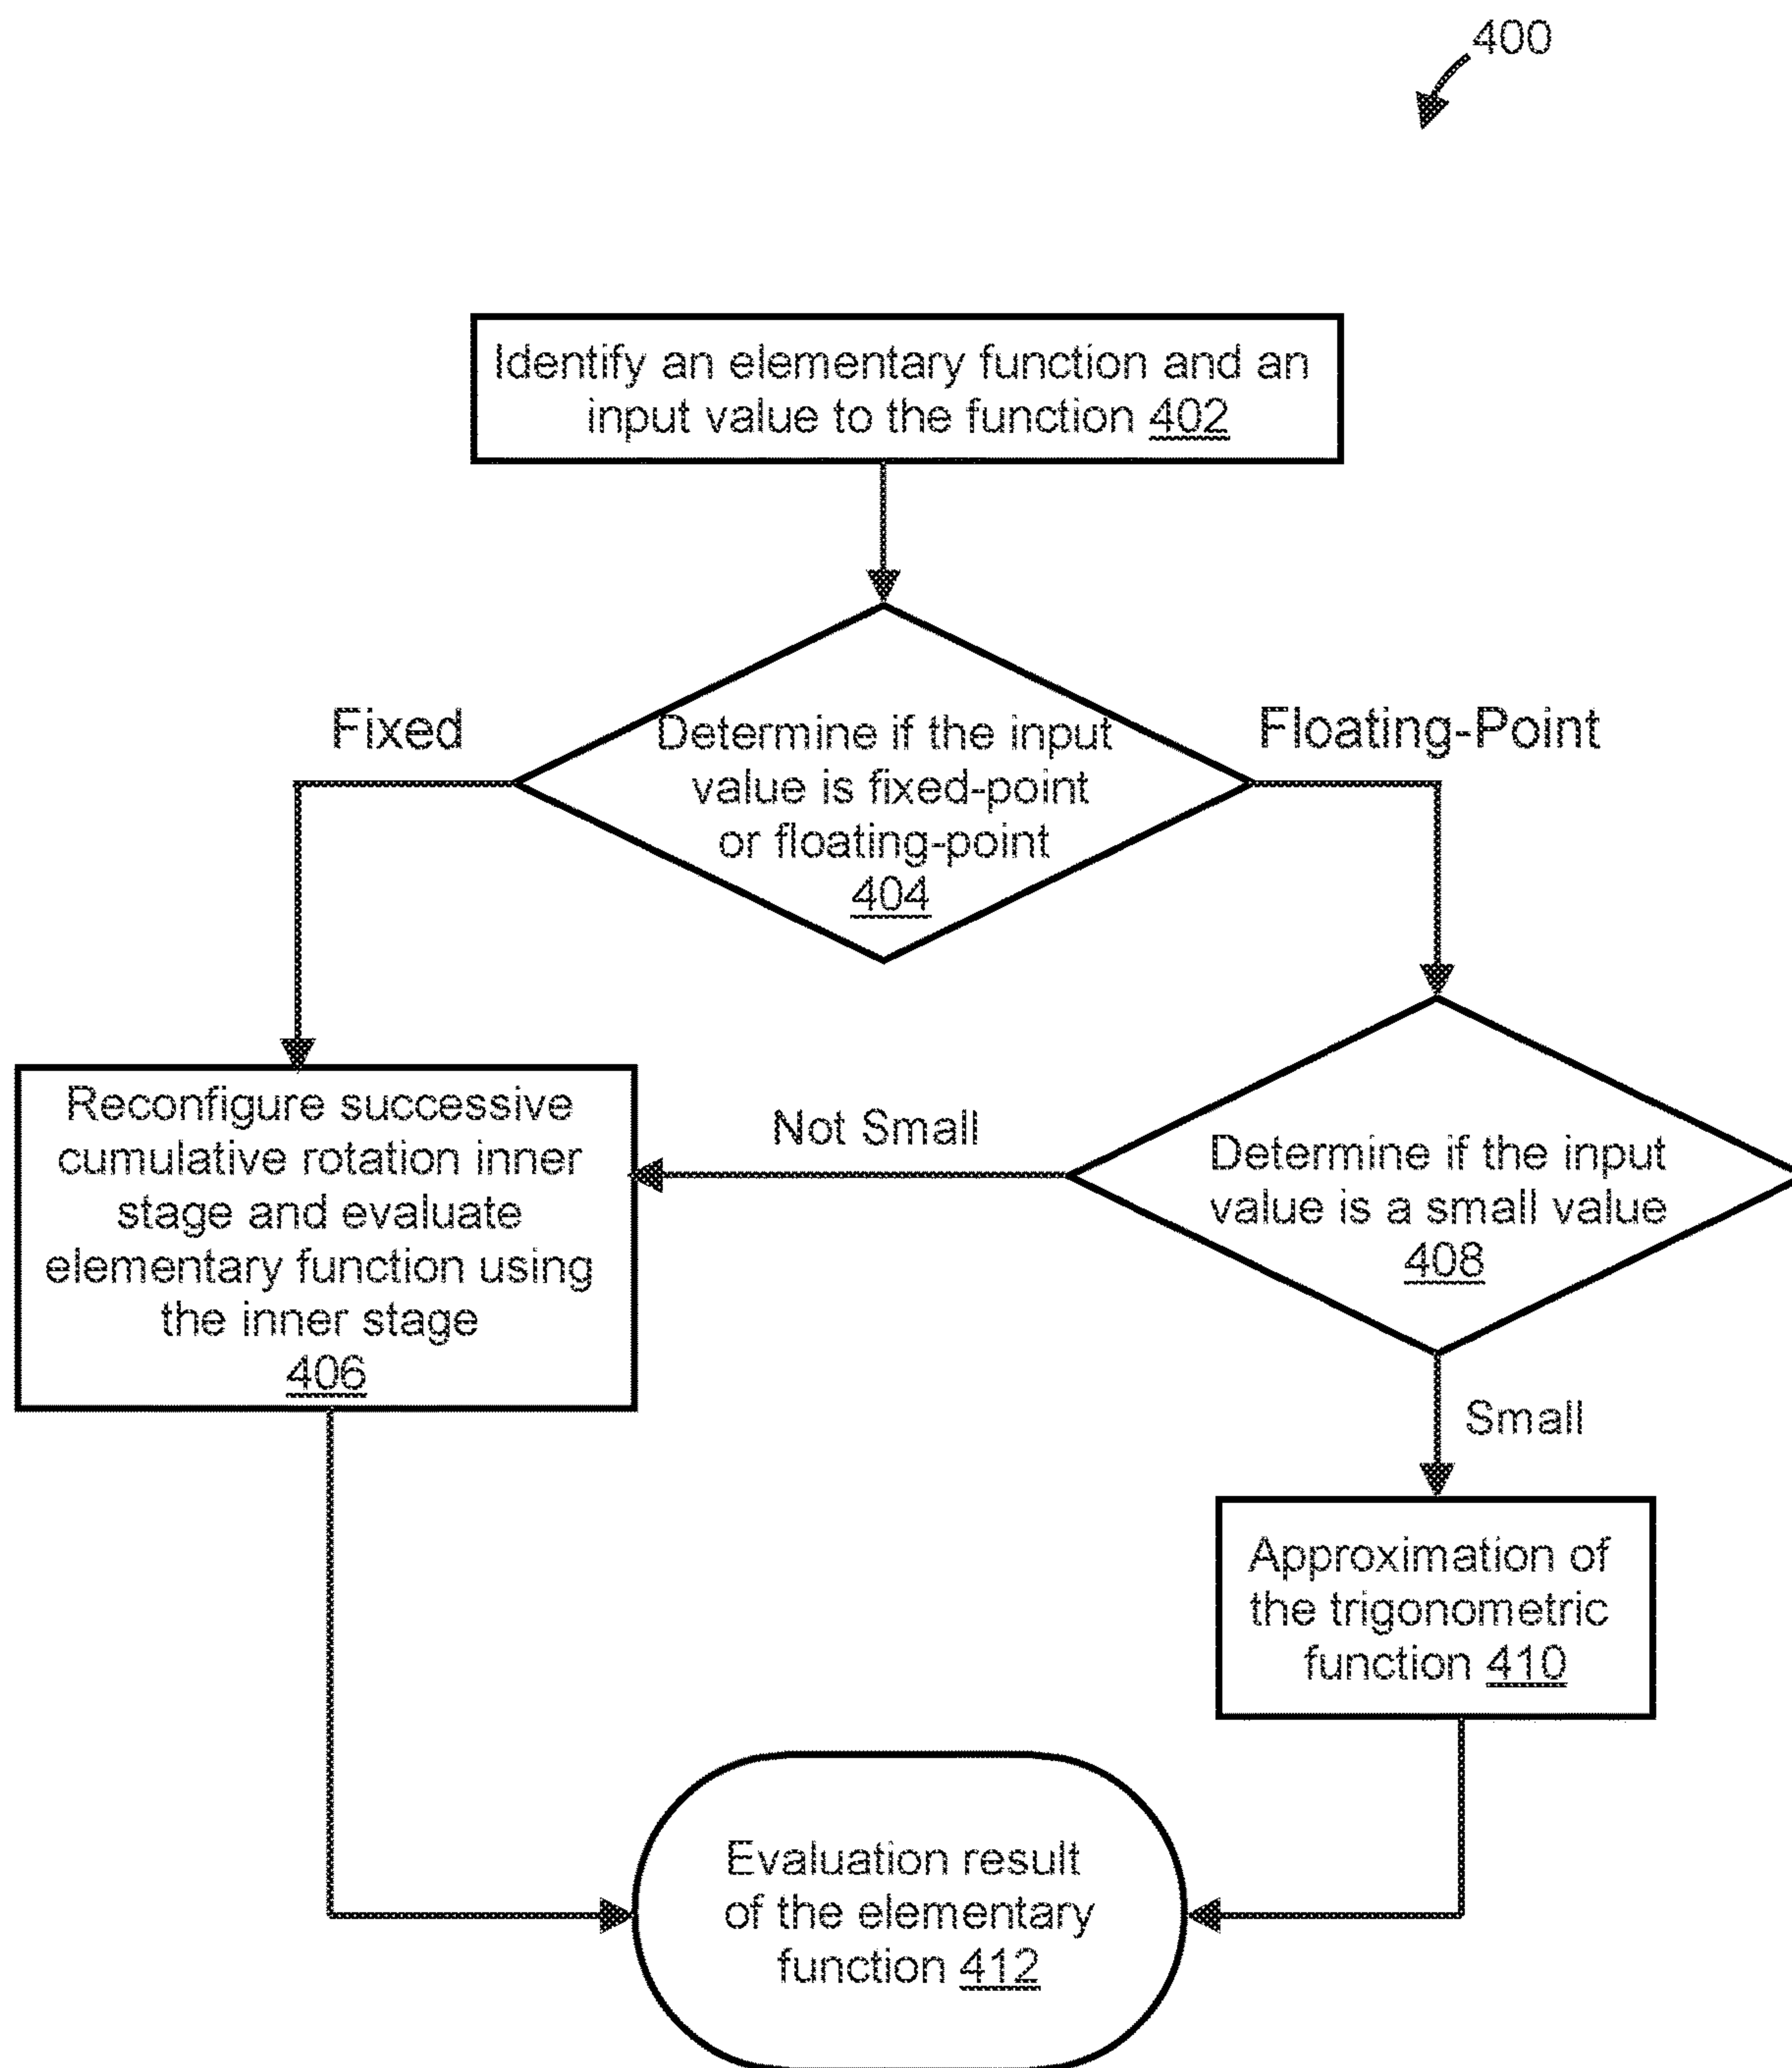 400
Identify an elementary function and an
input value to the function 402
Fixed
Floating-Point
Determine if the input
value is fixed-point
or floating-point
404
Reconfigure successive
cumulative rotation inner
stage and evaluate
elementary function using
the inner stage
406
Not Small
Determine if the input
value is a small value
408
Small
Approximation of
the trigonometric
function 410
Evaluation result
of the elementary
function 412